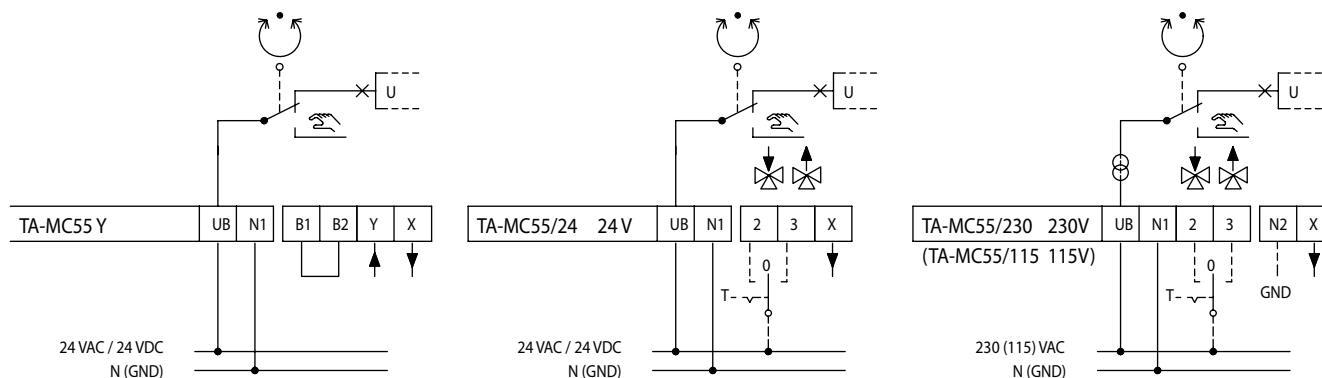 U
TA-MC55 Y
UB
N1
B1
B2
Y
X
24 VAC / 24 VDC
N (GND)
U
TA-MC55/24 24 V
UB
N1
2
3
X
0
T
24 VAC / 24 VDC
N (GND)
U
TA-MC55/230 230V
(TA-MC55/115 115V)
UB
N1
2
3
N2
X
0
T
GND
230 (115) VAC
N (GND)